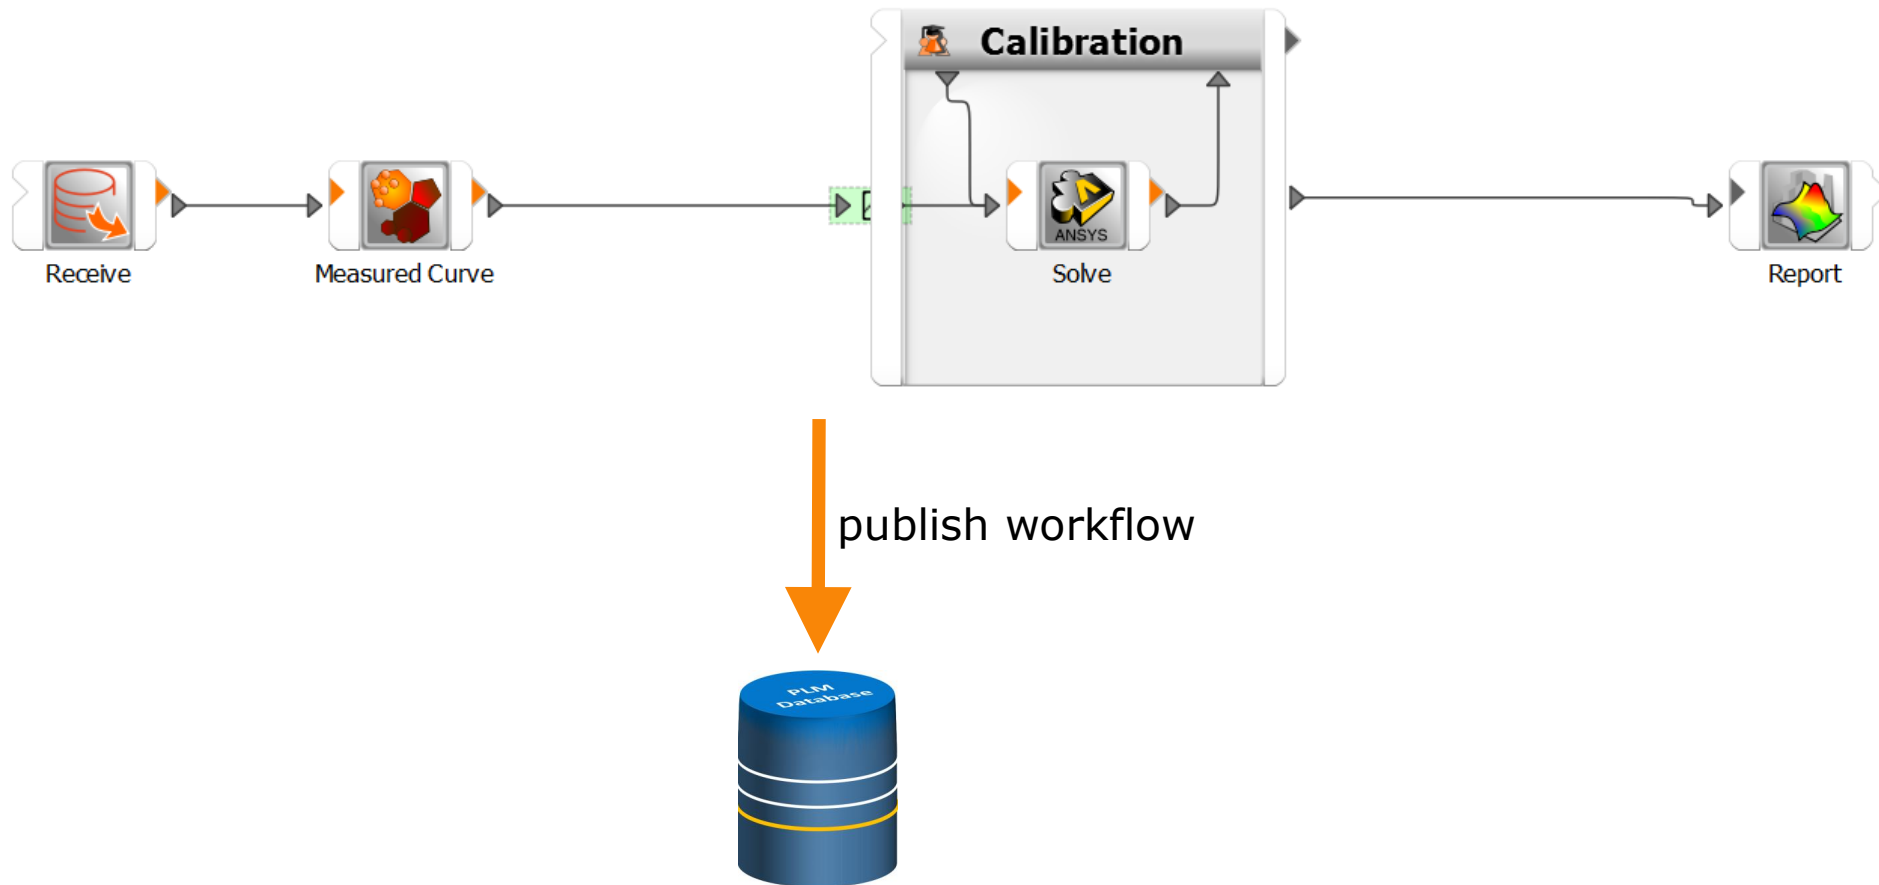 Calibration
ANSYS
Receive
Measured Curve
Solve
Report
publish workflow
PLM
Database